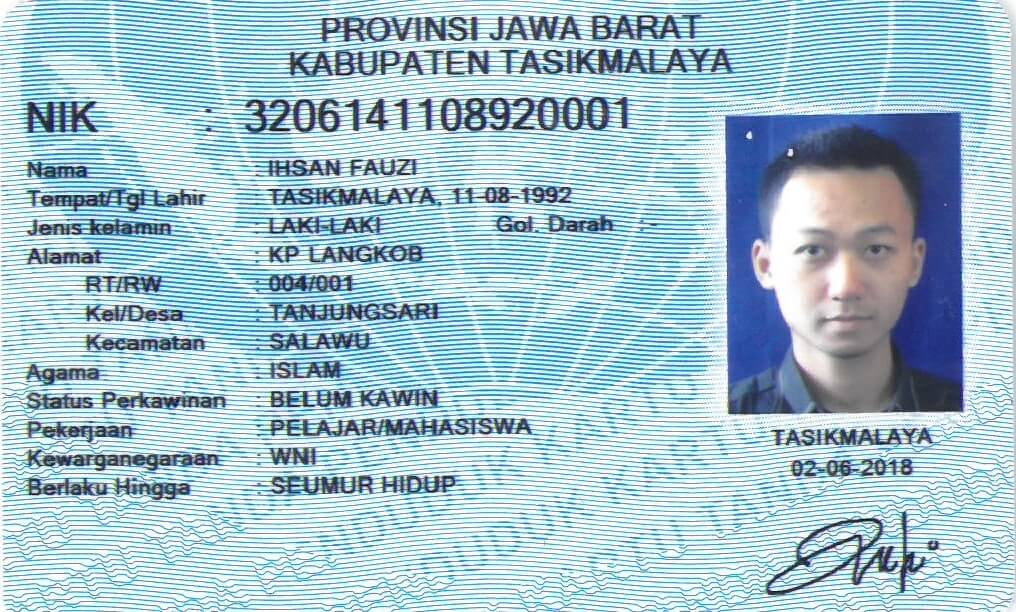 PROVINSI JAWA BARAT
KABUPATEN TASIKMALAYA
NIK : 3206141108920001
Nama : IHSAN FAUZI
Tempat/Tgl Lahir : TASIKMALAYA, 11-08-1992
Jenis kelamin : LAKI-LAKI Gol. Darah :-
Alamat : KP LANGKOB
RT/RW : 004/001
Kel/Desa : TANJUNGSARI
Kecamatan : SALAWU
Agama : ISLAM
Status Perkawinan : BELUM KAWIN
Pekerjaan : PELAJAR/MAHASISWA
Kewarganegaraan : WNI
Berlaku Hingga : SEUMUR HIDUP
TASIKMALAYA
02-06-2018